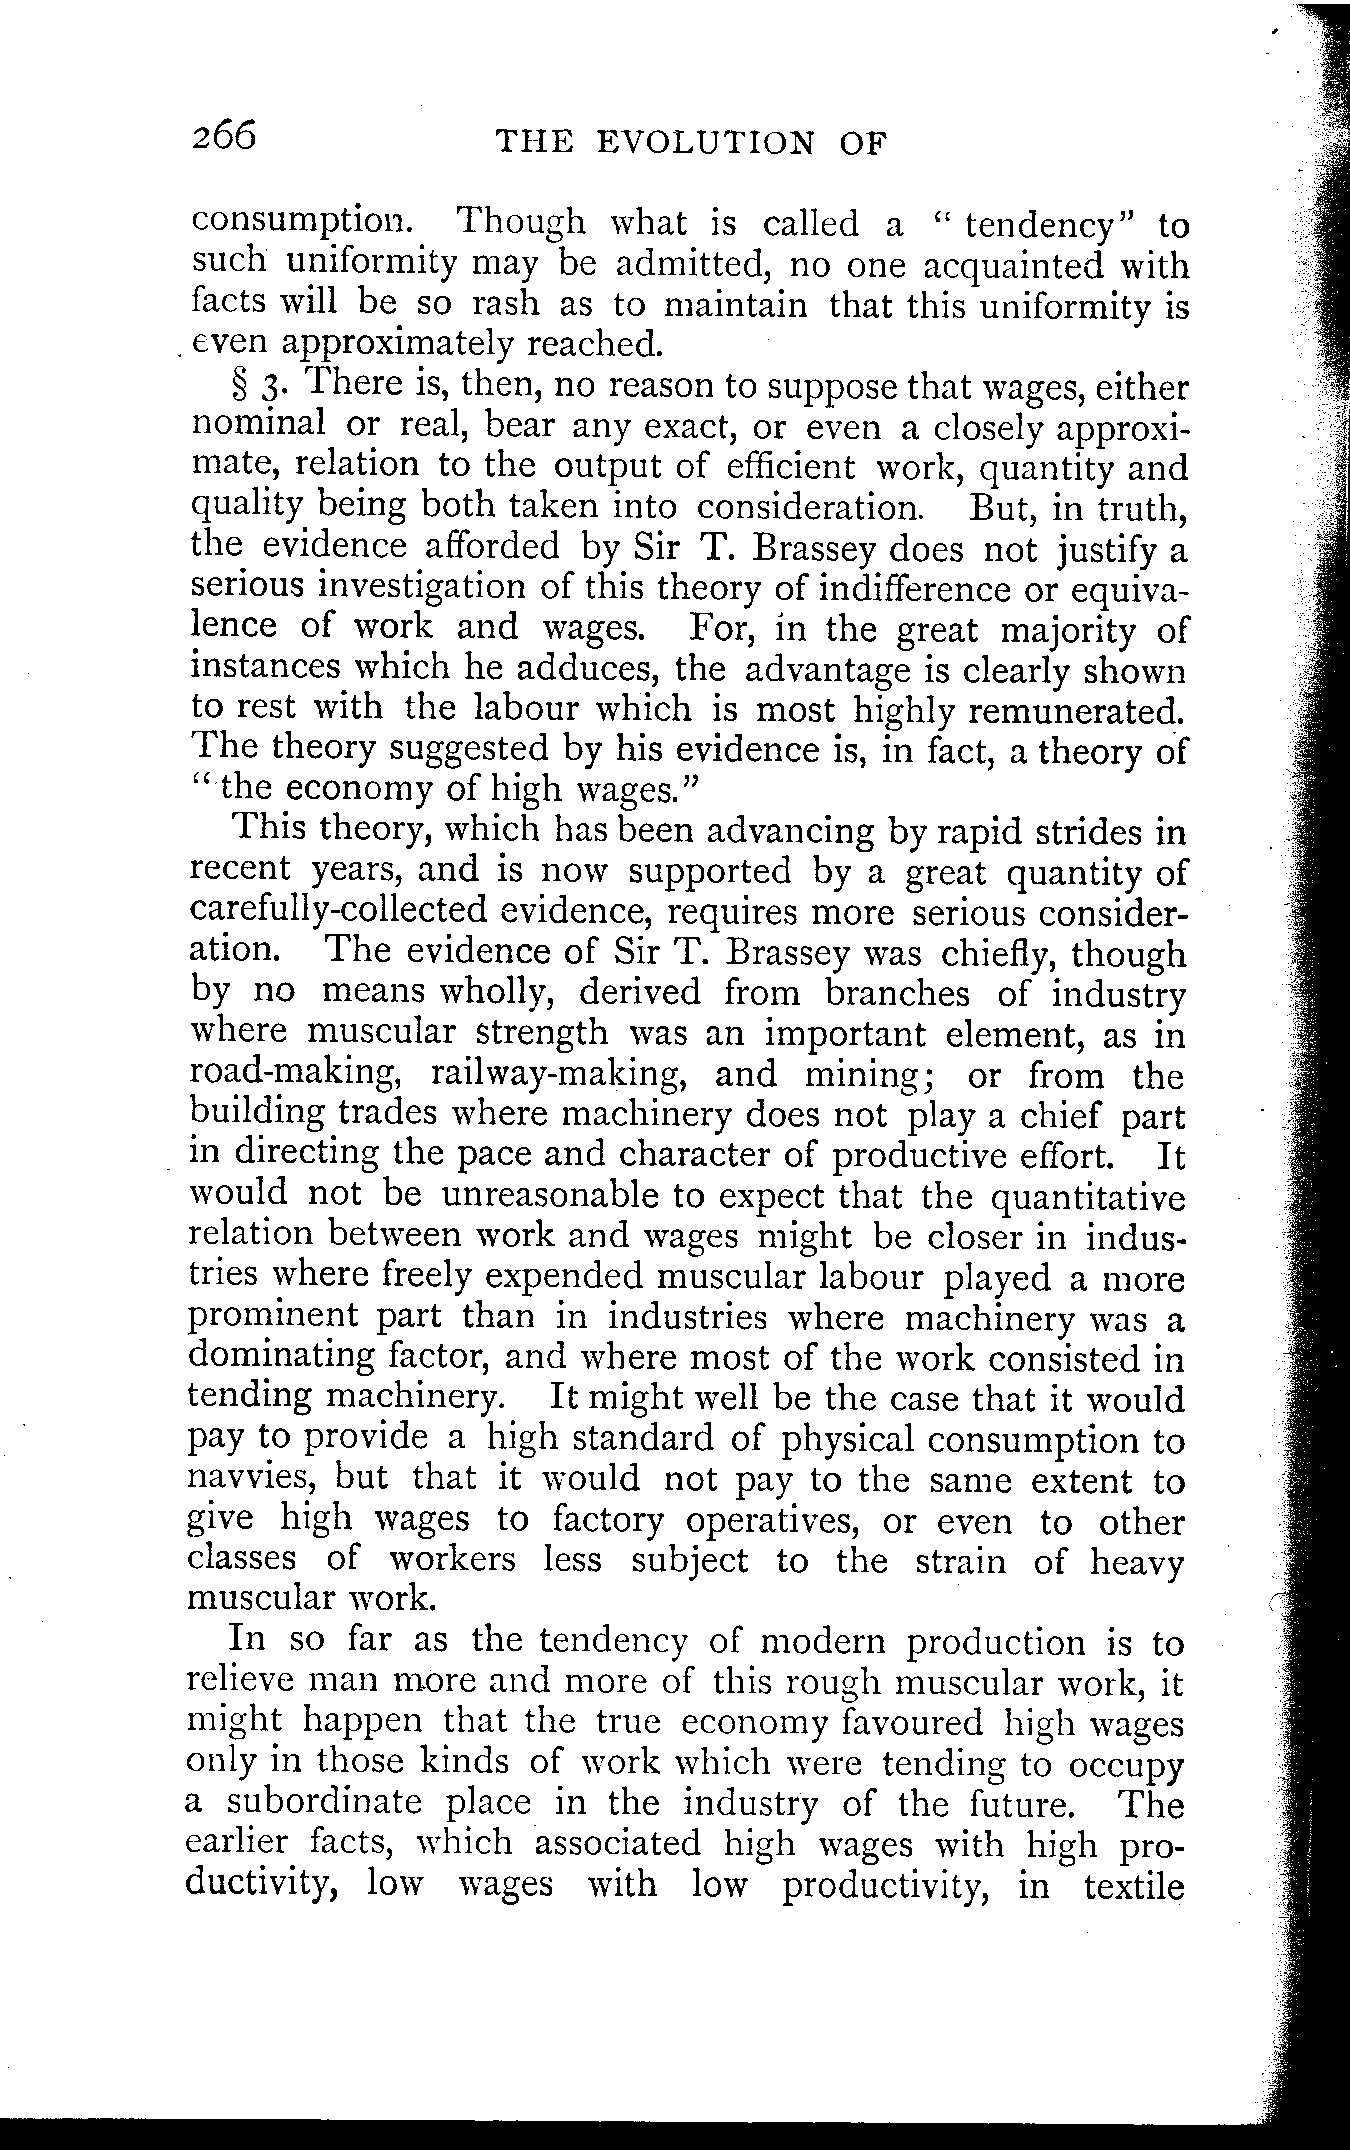 266 THE EVOLUTION OF
consumption. Though what is called a "tendency" to
such uniformity may be admitted, no one acquainted with
facts will be so rash as to maintain that this uniformity is
even approximately reached.
§ 3. There is, then, no reason to suppose that wages, either
nominal or real, bear any exact, or even a closely approxi-
mate, relation to the output of efficient work, quantity and
quality being both taken into consideration. But, in truth,
the evidence afforded by Sir T. Brassey does not justify a
serious investigation of this theory of indifference or equiva-
lence of work and wages. For, in the great majority of
instances which he adduces, the advantage is clearly shown
to rest with the labour which is most highly remunerated.
The theory suggested by his evidence is, in fact, a theory of
"the economy of high wages."
This theory, which has been advancing by rapid strides in
recent years, and is now supported by a great quantity of
carefully-collected evidence, requires more serious consider-
ation. The evidence of Sir T. Brassey was chiefly, though
by no means wholly, derived from branches of industry
where muscular strength was an important element, as in
road-making, railway-making, and mining; or from the
building trades where machinery does not play a chief part
in directing the pace and character of productive effort. It
would not be unreasonable to expect that the quantitative
relation between work and wages might be closer in indus-
tries where freely expended muscular labour played a more
prominent part than in industries where machinery was a
dominating factor, and where most of the work consisted in
tending machinery. It might well be the case that it would
pay to provide a high standard of physical consumption to
navvies, but that it would not pay to the same extent to
give high wages to factory operatives, or even to other
classes of workers less subject to the strain of heavy
muscular work.
In so far as the tendency of modern production is to
relieve man more and more of this rough muscular work, it
might happen that the true economy favoured high wages
only in those kinds of work which were tending to occupy
a subordinate place in the industry of the future. The
earlier facts, which associated high wages with high pro-
ductivity, low wages with low productivity, in textile